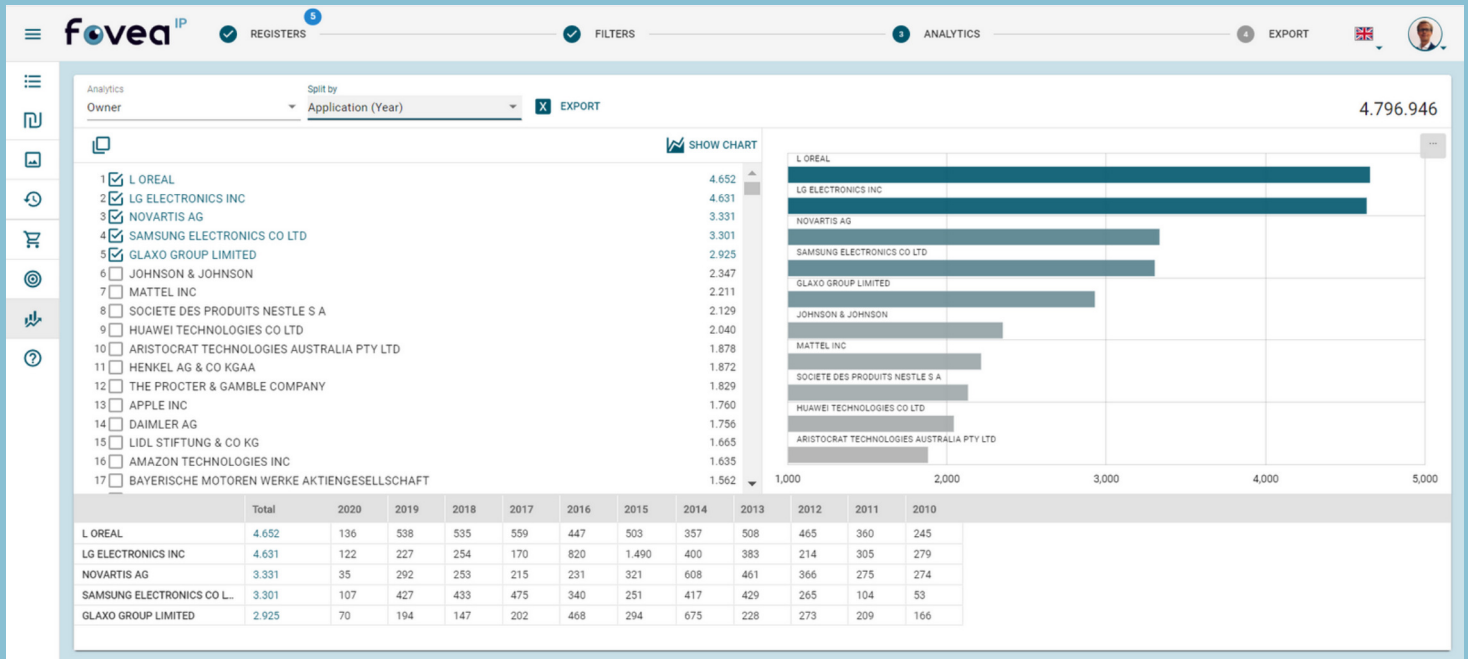 5
fovea IP REGISTERS FILTERS 3 ANALYTICS 4 EXPORT
Analytics Split by
Owner Application (Year) X EXPORT 4.796.946
SHOW CHART
1 L OREAL 4.652
2 LG ELECTRONICS INC 4.631
3 NOVARTIS AG 3.331
4 SAMSUNG ELECTRONICS CO LTD 3.301
5 GLAXO GROUP LIMITED 2.925
6 JOHNSON & JOHNSON 2.347
7 MATTEL INC 2.211
8 SOCIETE DES PRODUITS NESTLE S A 2.129
9 HUAWEI TECHNOLOGIES CO LTD 2.040
10 ARISTOCRAT TECHNOLOGIES AUSTRALIA PTY LTD 1.878
11 HENKEL AG & CO KGAA 1.872
12 THE PROCTER & GAMBLE COMPANY 1.829
13 APPLE INC 1.760
14 DAIMLER AG 1.756
15 LIDL STIFTUNG & CO KG 1.665
16 AMAZON TECHNOLOGIES INC 1.635
17 BAYERISCHE MOTOREN WERKE AKTIENGESELLSCHAFT 1.562
L OREAL
LG ELECTRONICS INC
NOVARTIS AG
SAMSUNG ELECTRONICS CO LTD
GLAXO GROUP LIMITED
JOHNSON & JOHNSON
MATTEL INC
SOCIETE DES PRODUITS NESTLE S A
HUAWEI TECHNOLOGIES CO LTD
ARISTOCRAT TECHNOLOGIES AUSTRALIA PTY LTD
1,000 2,000 3,000 4,000 5,000
Total 2020 2019 2018 2017 2016 2015 2014 2013 2012 2011 2010
L OREAL 4.652 136 538 535 559 447 503 357 508 465 360 245
LG ELECTRONICS INC 4.631 122 227 254 170 820 1.490 400 383 214 305 279
NOVARTIS AG 3.331 35 292 253 215 231 321 608 461 366 275 274
SAMSUNG ELECTRONICS CO L... 3.301 107 427 433 475 340 251 417 429 265 104 53
GLAXO GROUP LIMITED 2.925 70 194 147 202 468 294 675 228 273 209 166